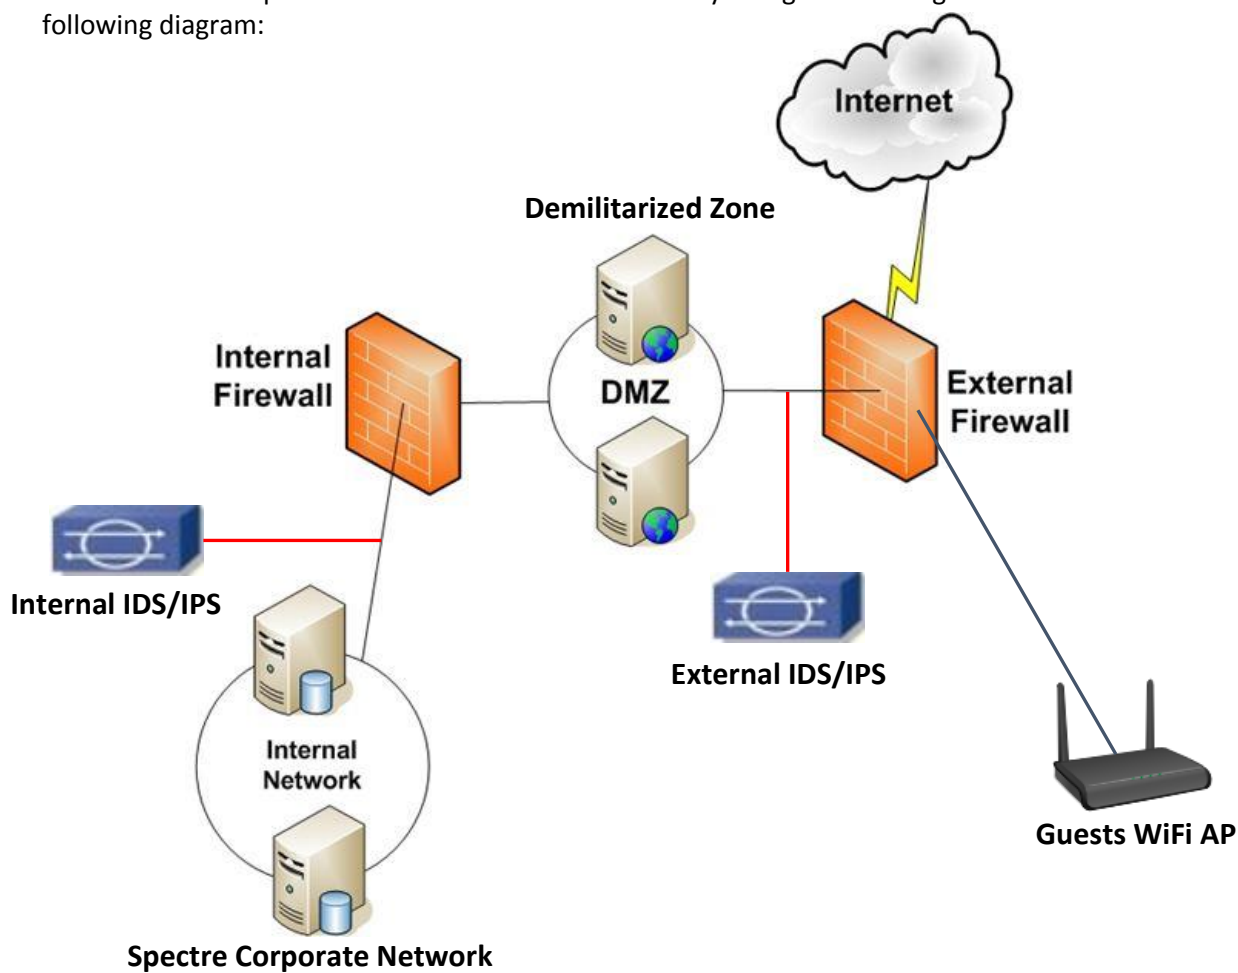 following diagram:
Internet
Demilitarized Zone
Internal
Firewall
DMZ
External
Firewall
Internal IDS/IPS
External IDS/IPS
Internal
Network
Guests WiFi AP
Spectre Corporate Network